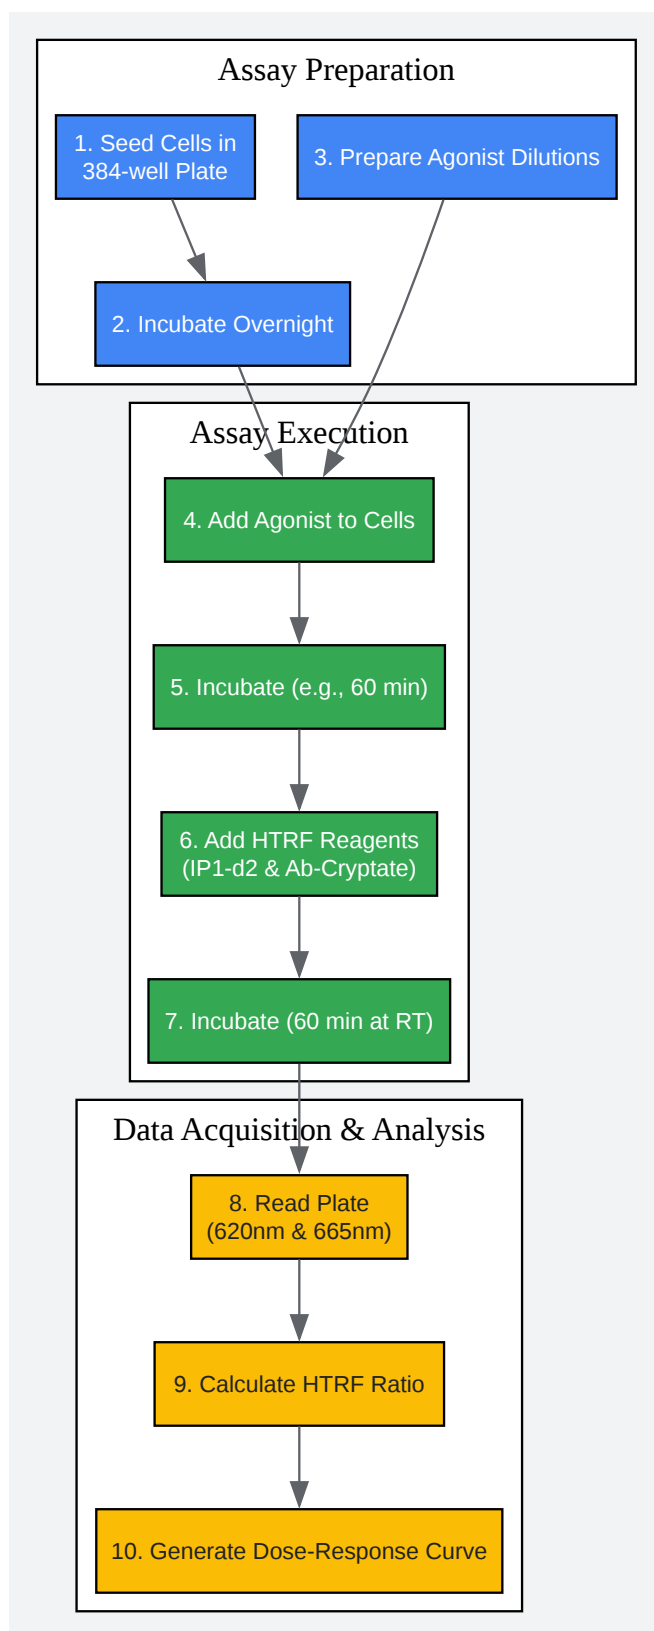 Assay Preparation
1. Seed Cells in
384-well Plate
3. Prepare Agonist Dilutions
2. Incubate Overnight
Assay Execution
4. Add Agonist to Cells
5. Incubate (e.g., 60 min)
6. Add HTRF Reagents
(IP1-d2 & Ab-Cryptate)
7. Incubate (60 min at RT)
Data Acquisition & Analysis
8. Read Plate
(620nm & 665nm)
9. Calculate HTRF Ratio
10. Generate Dose-Response Curve